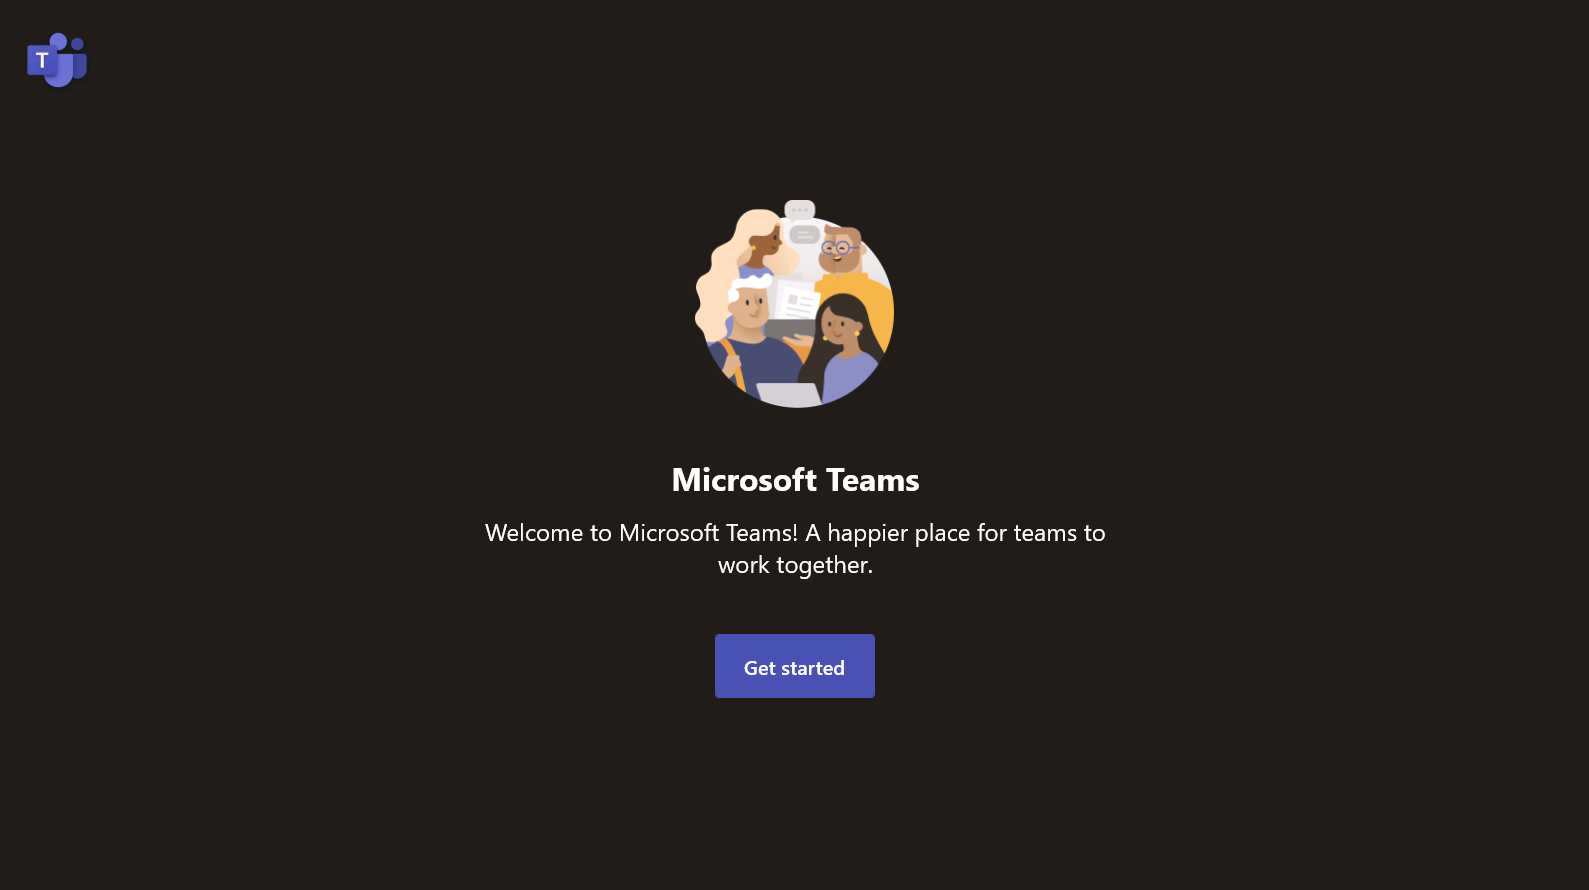 T
Microsoft Teams
Welcome to Microsoft Teams! A happier place for teams to
work together.
Get started